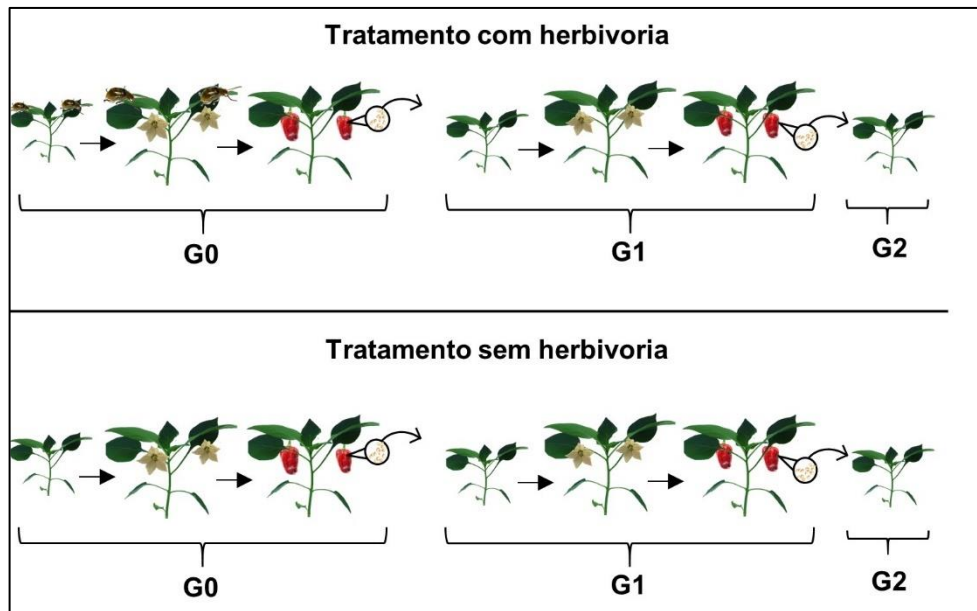 Tratamento com herbivoria
G0
G1
G2
Tratamento sem herbivoria
G0
G1
G2